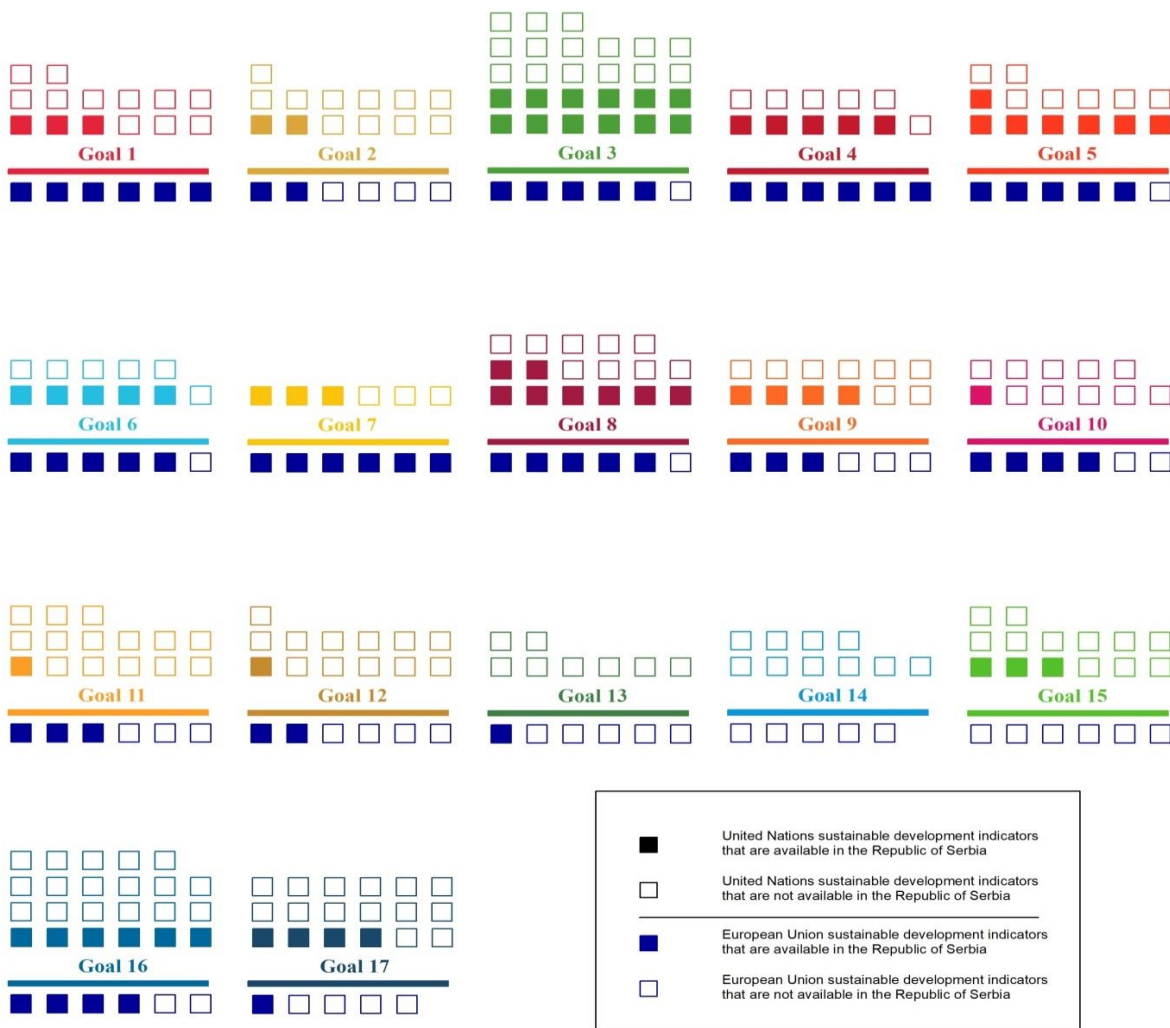 Goal 1
Goal 2
Goal 3
Goal 4
Goal 5
Goal 6
Goal 7
Goal 8
Goal 9
Goal 10
Goal 11
Goal 12
Goal 13
Goal 14
Goal 15
Goal 16
Goal 17
United Nations sustainable development indicators
that are available in the Republic of Serbia
United Nations sustainable development indicators
that are not available in the Republic of Serbia
European Union sustainable development indicators
that are available in the Republic of Serbia
European Union sustainable development indicators
that are not available in the Republic of Serbia